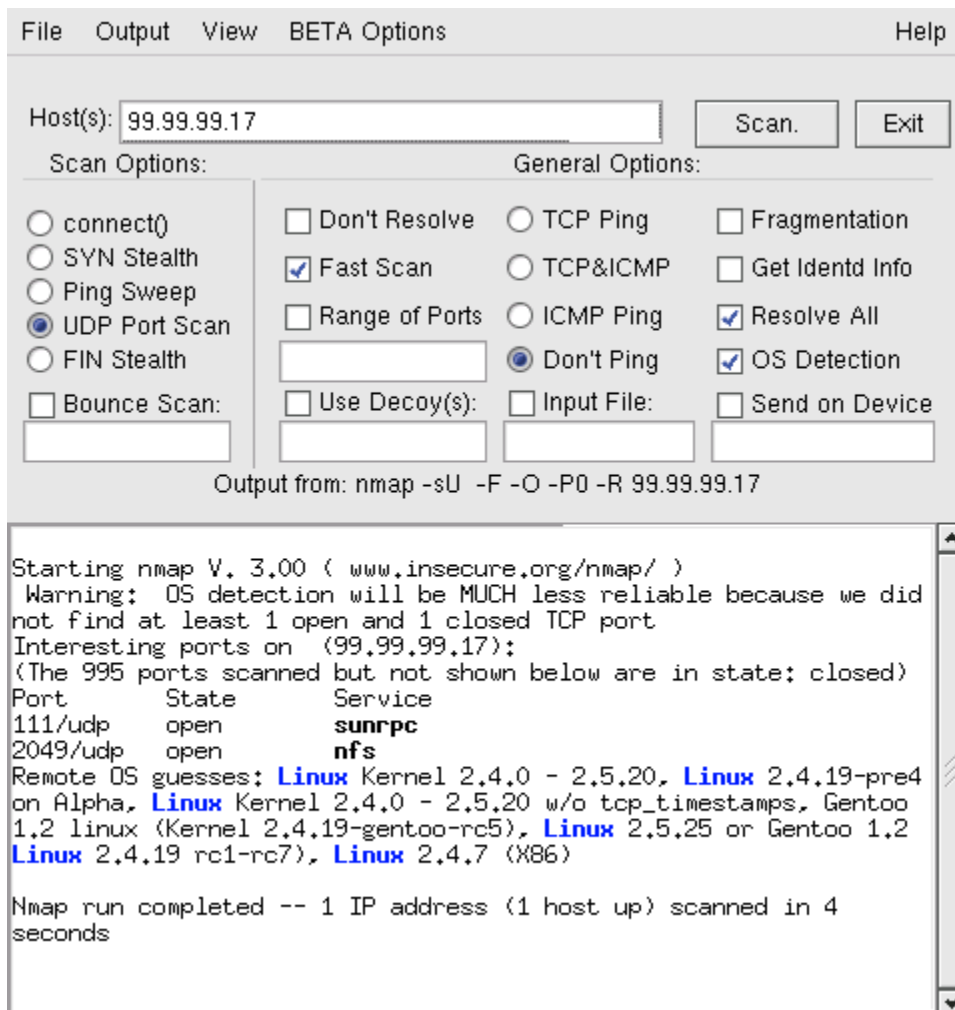 File Output View BETA Options Help
Host(s): 99.99.99.17 Scan. Exit
Scan Options: General Options:
connect() Don't Resolve TCP Ping Fragmentation
SYN Stealth Fast Scan TCP&ICMP Get Identd Info
Ping Sweep Range of Ports ICMP Ping Resolve All
UDP Port Scan Don't Ping OS Detection
FIN Stealth
Bounce Scan: Use Decoy(s): Input File: Send on Device
Output from: nmap -sU -F -O -P0 -R 99.99.99.17
Starting nmap V. 3.00 ( www.insecure.org/nmap/ )
Warning: OS detection will be MUCH less reliable because we did
not find at least 1 open and 1 closed TCP port
Interesting ports on (99.99.99.17):
(The 995 ports scanned but not shown below are in state: closed)
Port State Service
111/udp open sunrpc
2049/udp open nfs
Remote OS guesses: Linux Kernel 2.4.0 - 2.5.20, Linux 2.4.19-pre4
on Alpha, Linux Kernel 2.4.0 - 2.5.20 w/o tcp_timestamps, Gentoo
1.2 linux (Kernel 2.4.19-gentoo-rc5), Linux 2.5.25 or Gentoo 1.2
Linux 2.4.19 rc1-rc7), Linux 2.4.7 (X86)
Nmap run completed -- 1 IP address (1 host up) scanned in 4
seconds